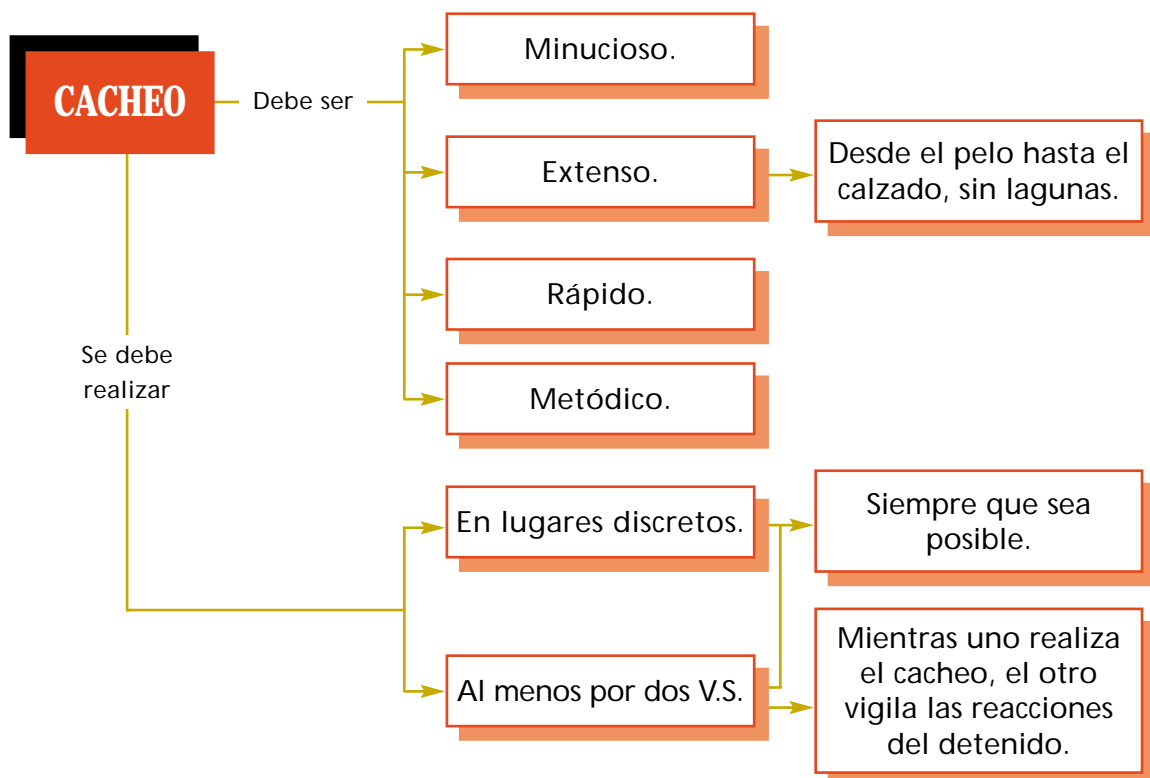 CACHEO
Debe ser
Minucioso.
Extenso.
Desde el pelo hasta el
calzado, sin lagunas.
Rápido.
Metódico.
Se debe
realizar
En lugares discretos.
Siempre que sea
posible.
Al menos por dos V.S.
Mientras uno realiza
el cacheo, el otro
vigila las reacciones
del detenido.